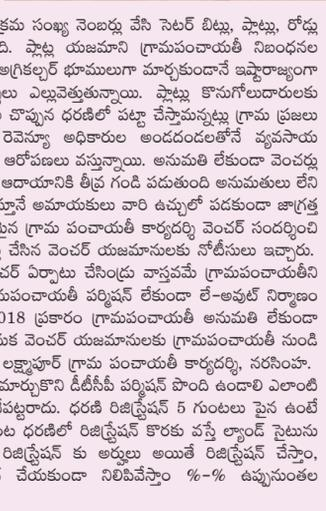 క్రమ సంఖ్య నెంబర్లు వేసి సెటర్ బిట్లు, ప్లాట్లు, రోడ్లు
ది. ప్లాట్ల యజమాని గ్రామపంచాయతీ నిబంధనల
అగ్రికల్చర్ భూములుగా మార్చకుండానే ఇష్టారాజ్యంగా
లు ఎల్లువెత్తుతున్నాయి. ప్లాట్లు కొనుగోలుదారులకు
చొప్పున ధరణిలో పట్టా చేస్తామన్నట్లు గ్రామ ప్రజలు
రెవెన్యూ అధికారుల అండదండలతోనే వ్యవసాయ
ఆరోపణలు వస్తున్నాయి. అనుమతి లేకుండా వెంచర్లు
ఆదాయానికి తీవ్ర గండి పడుతుంది అనుమతులు లేని
స్తూనే అమాయకులు వారి ఉచ్చులో పడకుండా జాగ్రత్త
పైన గ్రామ పంచాయతీ కార్యదర్శి వెంచర్ సందర్శించి
చేసిన వెంచర్ యజమానులకు నోటీసులు ఇచ్చారు.
చర్ ఏర్పాటు చేసిండ్రు వాస్తవమే గ్రామపంచాయతీని
మపంచాయతీ పర్మిషన్ లేకుండా లే-అవుట్ నిర్మాణం
018 ప్రకారం గ్రామపంచాయతీ అనుమతి లేకుండా
మక వెంచర్ యజమానులకు గ్రామపంచాయతీ నుండి
లక్ష్మాపూర్ గ్రామ పంచాయతీ కార్యదర్శి, నరసింహ.
మార్చుకొని డీటీసీపీ పర్మిషన్ పొంది ఉండాలి ఎలాంటి
పట్టరాదు. ధరణి రిజిస్ట్రేషన్ 5 గుంటలు పైన ఉంటే
ంట ధరణిలో రిజిస్ట్రేషన్ కొరకు వస్తే ల్యాండ్ సైటును
రిజిస్ట్రేషన్ కు అర్హులు అయితే రిజిస్ట్రేషన్ చేస్తాం,
చేయకుండా నిలిపివేస్తాం %-% ఉప్పునుంతల